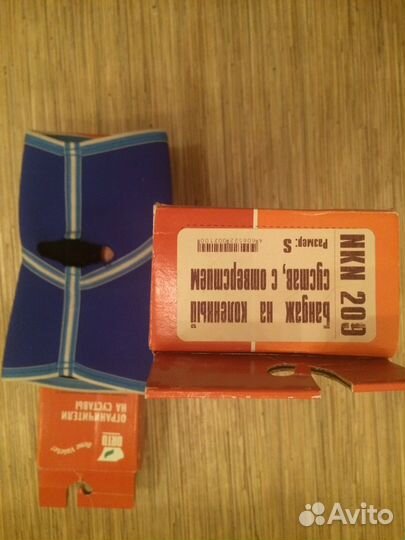 NKN 209
Размер: S
Бандаж на коленный
сустав, с отверстием
ОГРАНИЧИТЕЛИ
НА СУСТАВЫ
ORTO
Avito